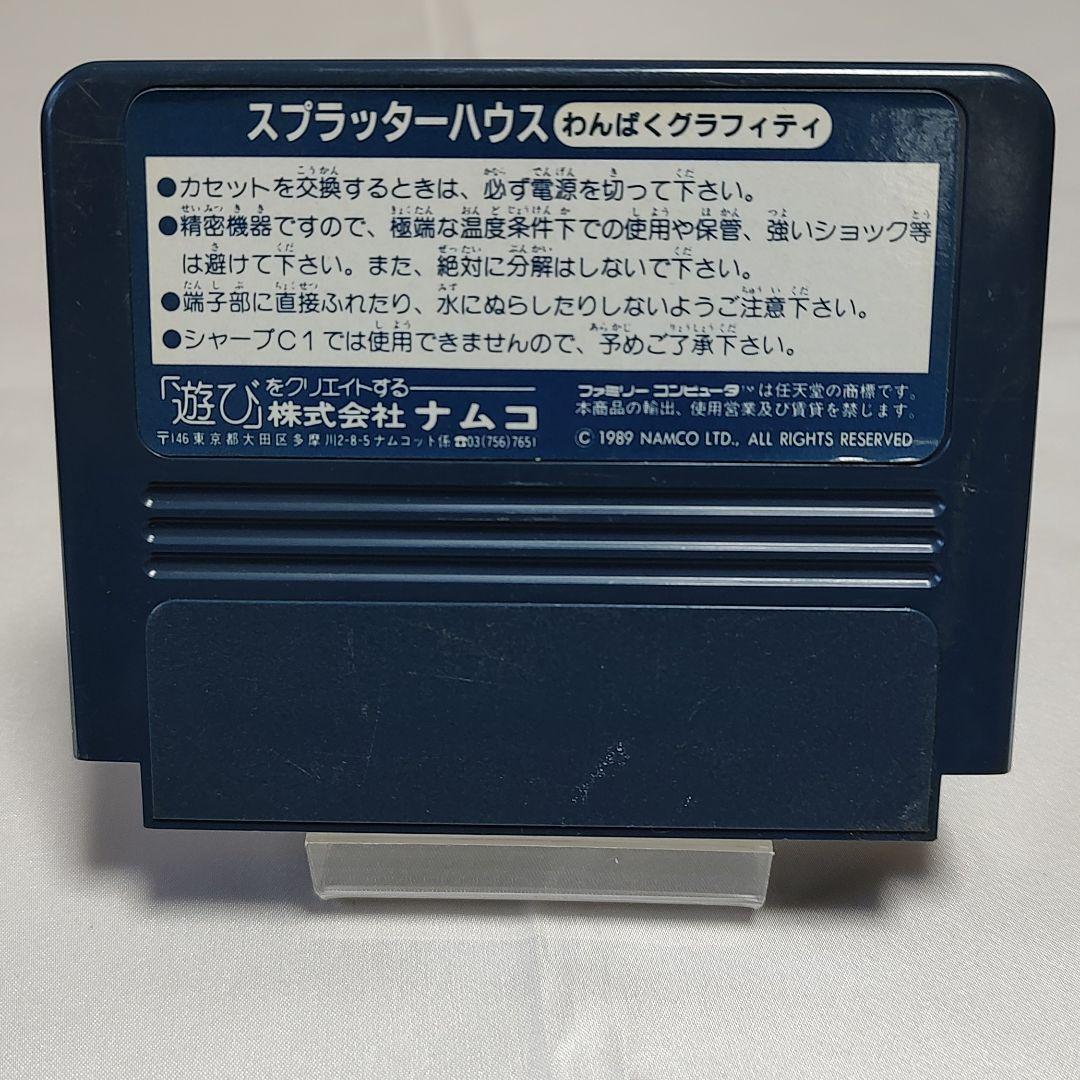 スプラッターハウス わんぱくグラフィティ
●カセットを交換するときは、必ず電源を切って下さい。
●精密機器ですので、極端な温度条件下での使用や保管、強いショック等
は避けて下さい。また、絶対に分解はしないで下さい。
●端子部に直接ふれたり、水にぬらしたりしないようご注意下さい。
●シャープC1では使用できませんので、予めご了承下さい。
「遊び」をクリエイトする
株式会社 ナムコ
〒146 東京都大田区多摩川2-8-5 ナムコット係 ☎03(756)7651
ファミリーコンピュータ™は任天堂の商標です。
本商品の輸出、使用営業及び賃貸を禁じます。
© 1989 NAMCO LTD., ALL RIGHTS RESERVED